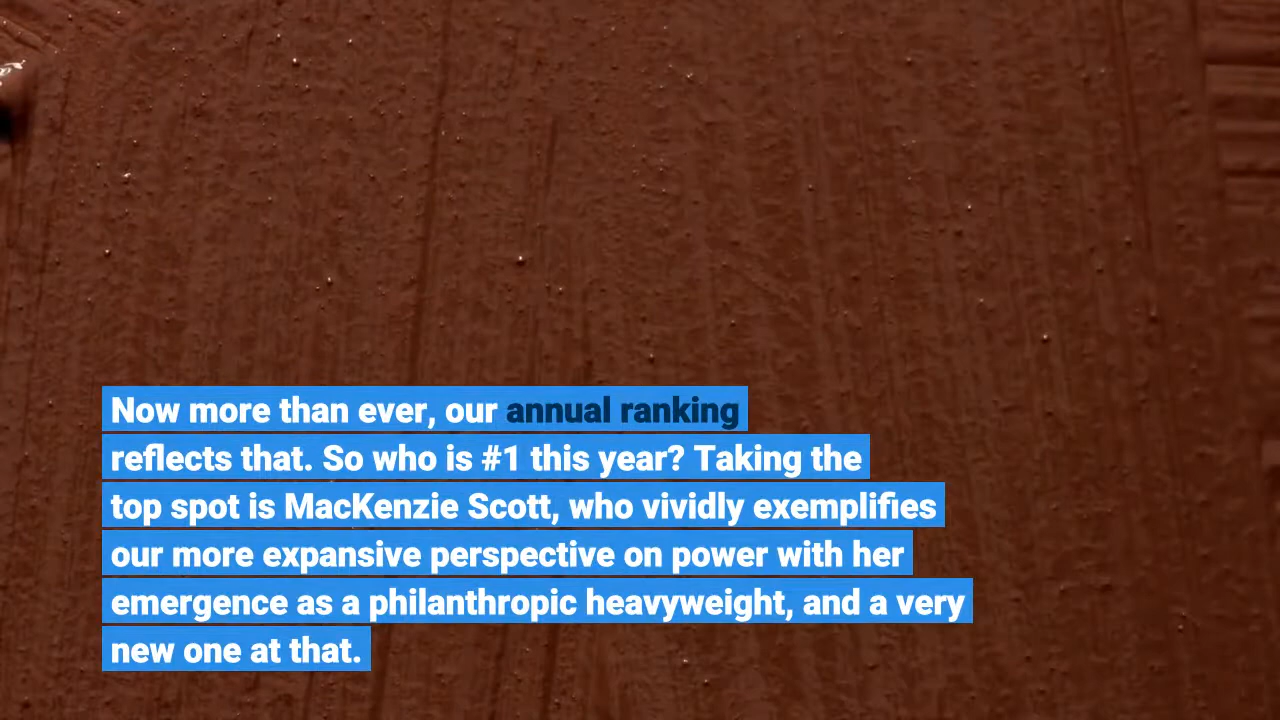 Now more than ever, our annual ranking
reflects that. So who is #1 this year? Taking the
top spot is MacKenzie Scott, who vividly exemplifies
our more expansive perspective on power with her
emergence as a philanthropic heavyweight, and a very
new one at that.